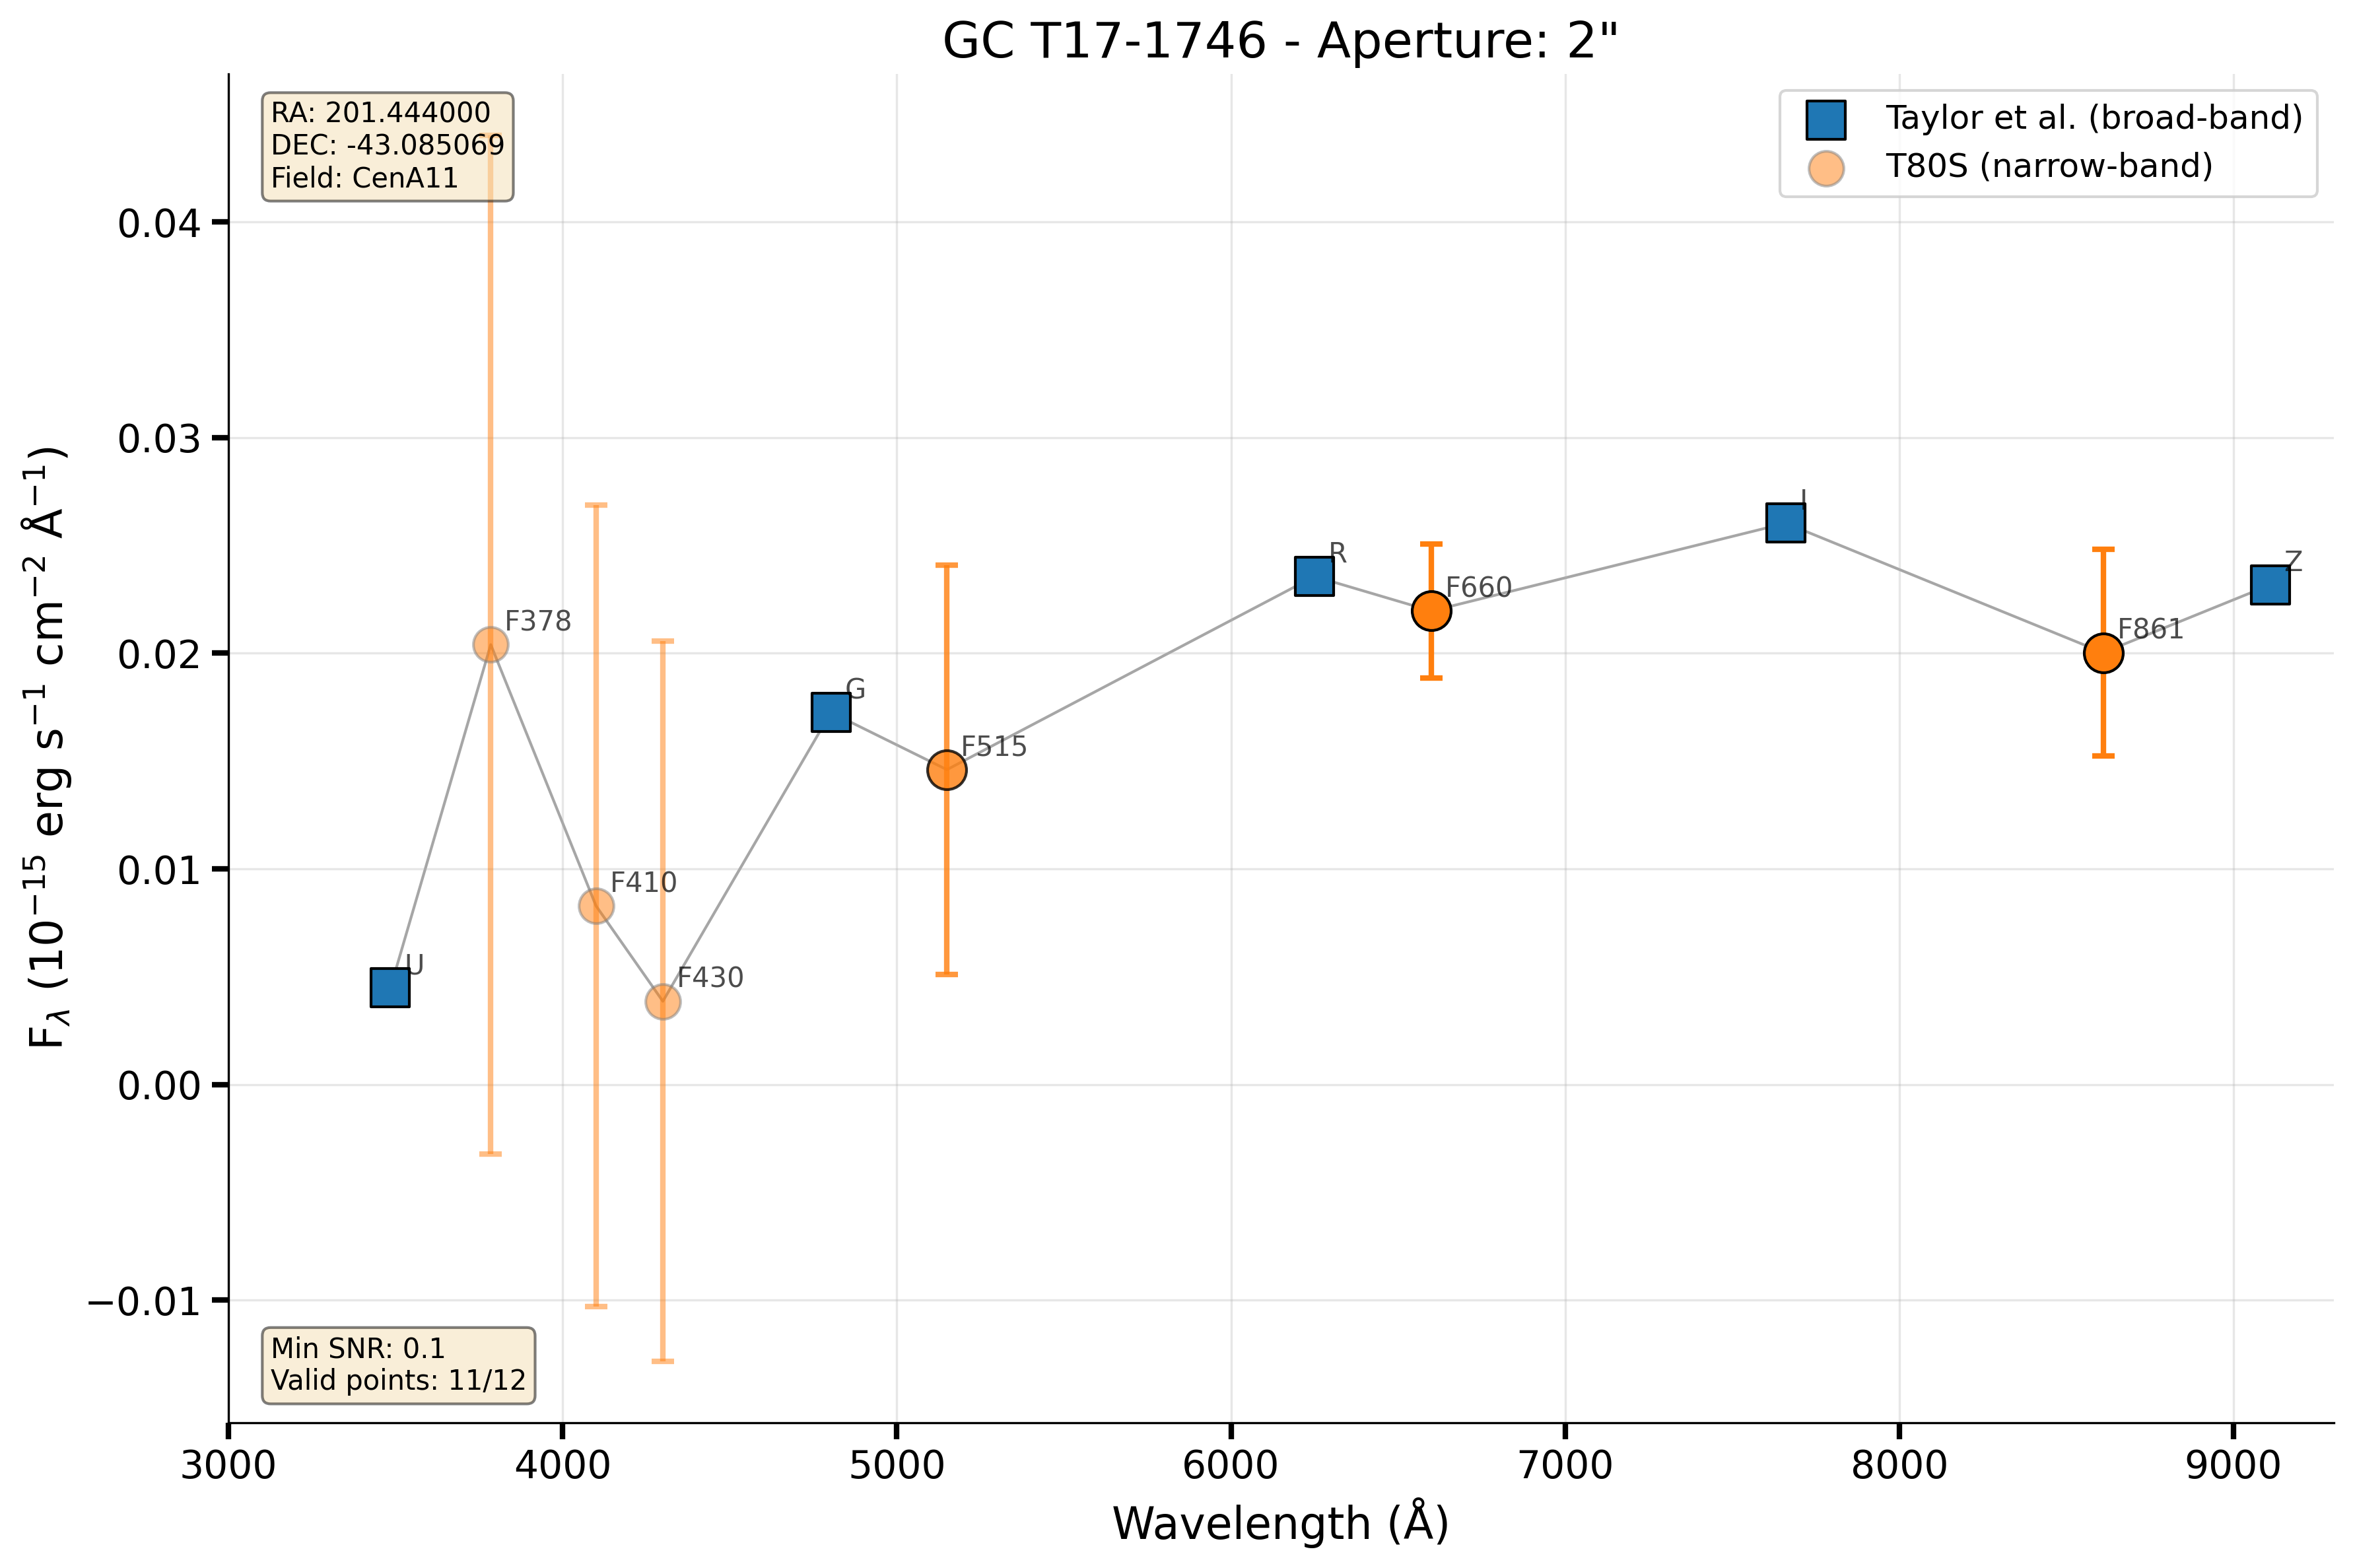 GC T17-1746 - Aperture: 2"
RA: 201.444000
DEC: -43.085069
Field: CenA11
Taylor et al. (broad-band)
T80S (narrow-band)
0.04
0.03
0.02
0.01
0.00
−0.01
F_λ (10⁻¹⁵ erg s⁻¹ cm⁻² Å⁻¹)
U
F378
F410
F430
G
F515
R
F660
I
F861
Z
Min SNR: 0.1
Valid points: 11/12
3000 4000 5000 6000 7000 8000 9000
Wavelength (Å)